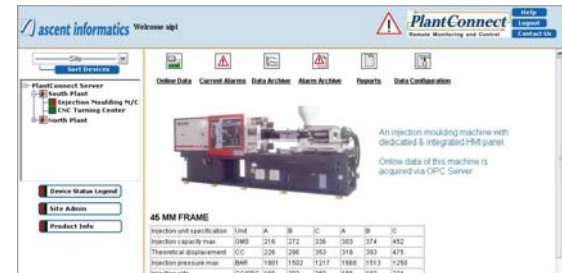 ascent informatics
Welcome alpl
PlantConnect
Remote Monitoring and Control
Help
Logout
Contact Us
Site
Sort Devices
PlantConnect Server
South Plant
Injection Moulding M/C
CNC Turning Center
North Plant
Device Status Legend
Site Admin
Product Info
Online Data Current Alarms Data Archive Alarm Archive Reports Data Configuration
An injection moulding machine with
dedicated & integrated HMI panel.
Online data of this machine is
acquired via OPC Server.
45 MM FRAME
Injection unit specification Unit A B C A B C
Injection capacity max GMS 216 272 336 303 374 452
Theoretical displacement CC 226 286 353 318 393 475
Injection pressure max BAR 1901 1502 1217 1868 1513 1250